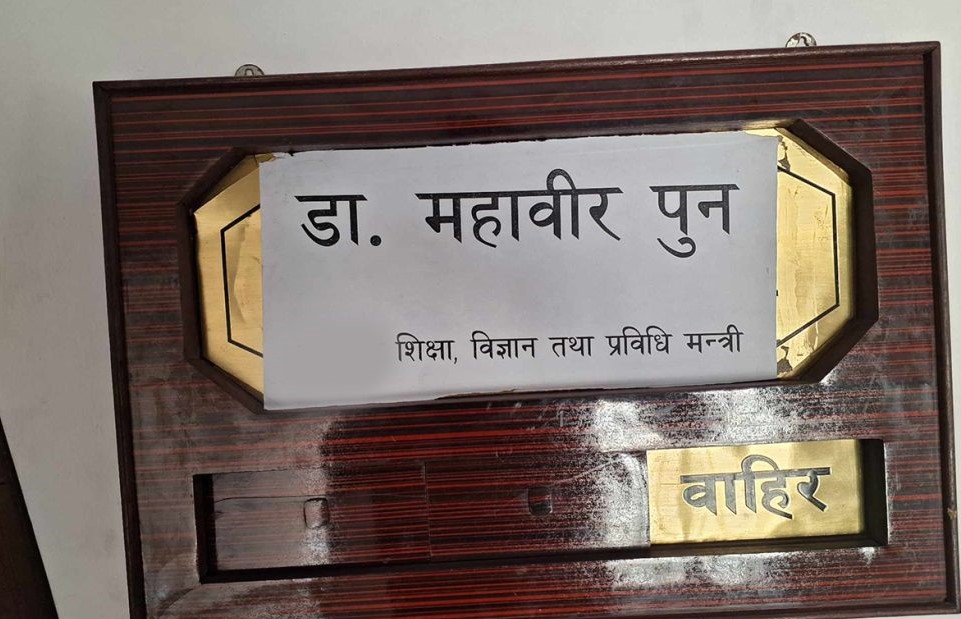 डा. महावीर पुन
शिक्षा, विज्ञान तथा प्रविधि मन्त्री
वाहिर